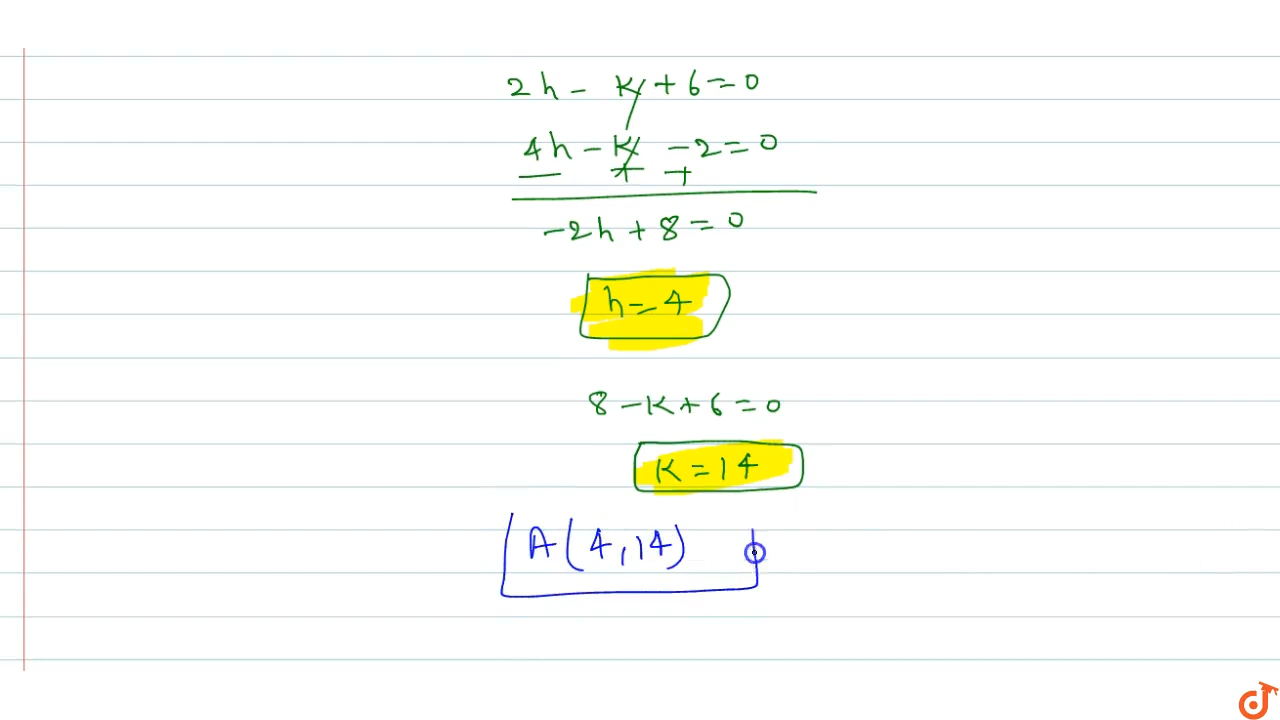 2h - K + 6 = 0
4h - K - 2 = 0
- + +
-2h + 8 = 0
h = 4
8 - K + 6 = 0
K = 14
A(4,14)